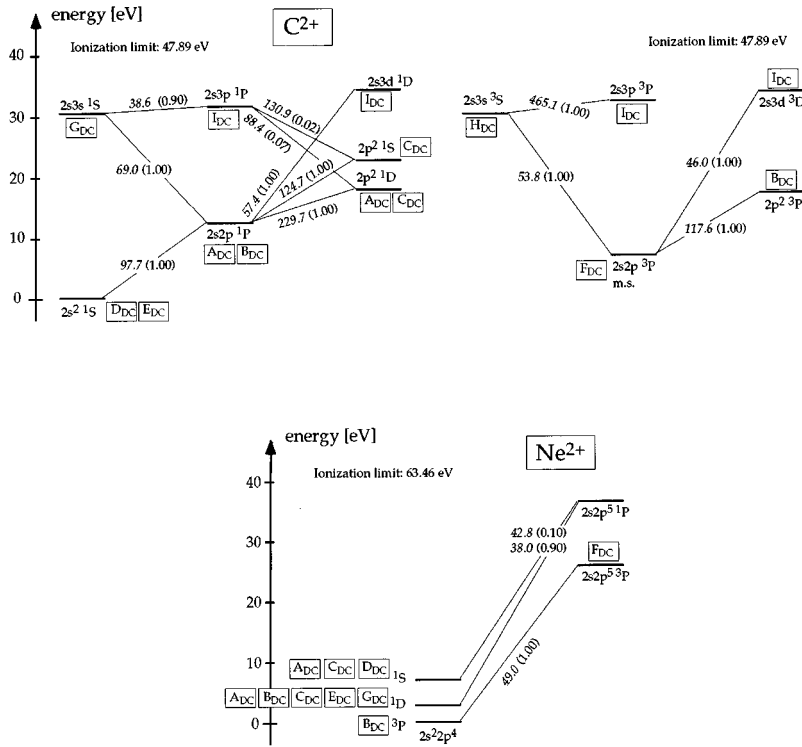 energy [eV]
C2+
Ionization limit: 47.89 eV
Ionization limit: 47.89 eV
40
30
20
10
0
2s3s 1S
GDC
38.6 (0.90)
2s3p 1P
IDC
130.9 (0.02)
88.4 (0.07)
2s3d 1D
IDC
69.0 (1.00)
57.4 (1.00)
124.7 (1.00)
229.7 (1.00)
2p2 1S CDC
2p2 1D
ADC CDC
2s2p 1P
ADC BDC
97.7 (1.00)
2s2 1S DDC EDC
2s3s 3S
HDC
465.1 (1.00)
2s3p 3P
IDC
IDC
2s3d 3D
53.8 (1.00)
46.0 (1.00)
BDC
2p2 3P
117.6 (1.00)
FDC 2s2p 3P
m.s.
energy [eV]
Ne2+
Ionization limit: 63.46 eV
40
30
20
10
0
42.8 (0.10)
38.0 (0.90)
2s2p5 1P
FDC
2s2p5 3P
49.0 (1.00)
ADC CDC DDC 1S
ADC BDC CDC EDC GDC 1D
BDC 3P
2s22p4